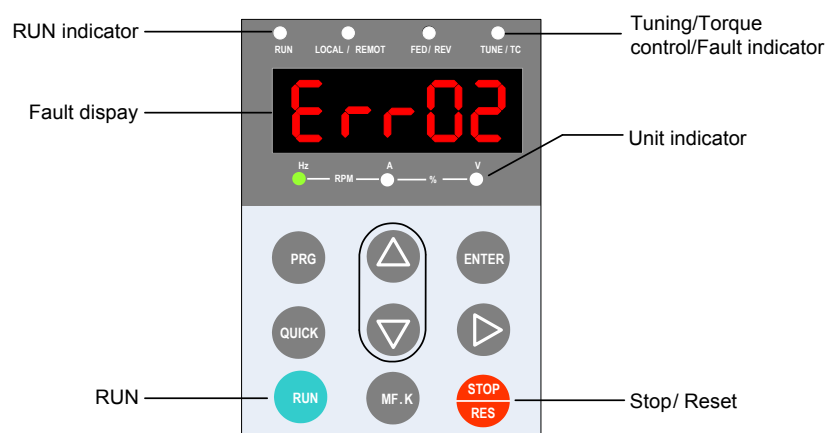 RUN indicator
Tuning/Torque
control/Fault indicator
RUN LOCAL / REMOT FED/ REV TUNE / TC
Fault dispay
Err02
Unit indicator
Hz RPM A % V
PRG
ENTER
QUICK
RUN
RUN
MF.K
STOP
RES
Stop/ Reset